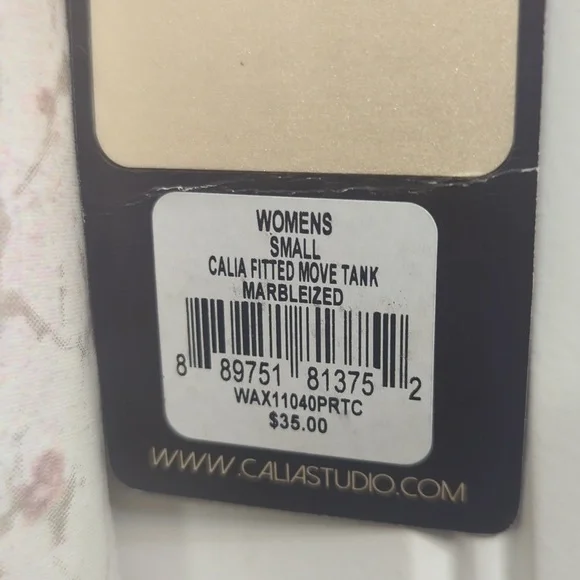 WOMENS
SMALL
CALIA FITTED MOVE TANK
MARBLEIZED
8 89751 81375 2
WAX11040PRTC
$35.00
WWW.CALIASTUDIO.COM